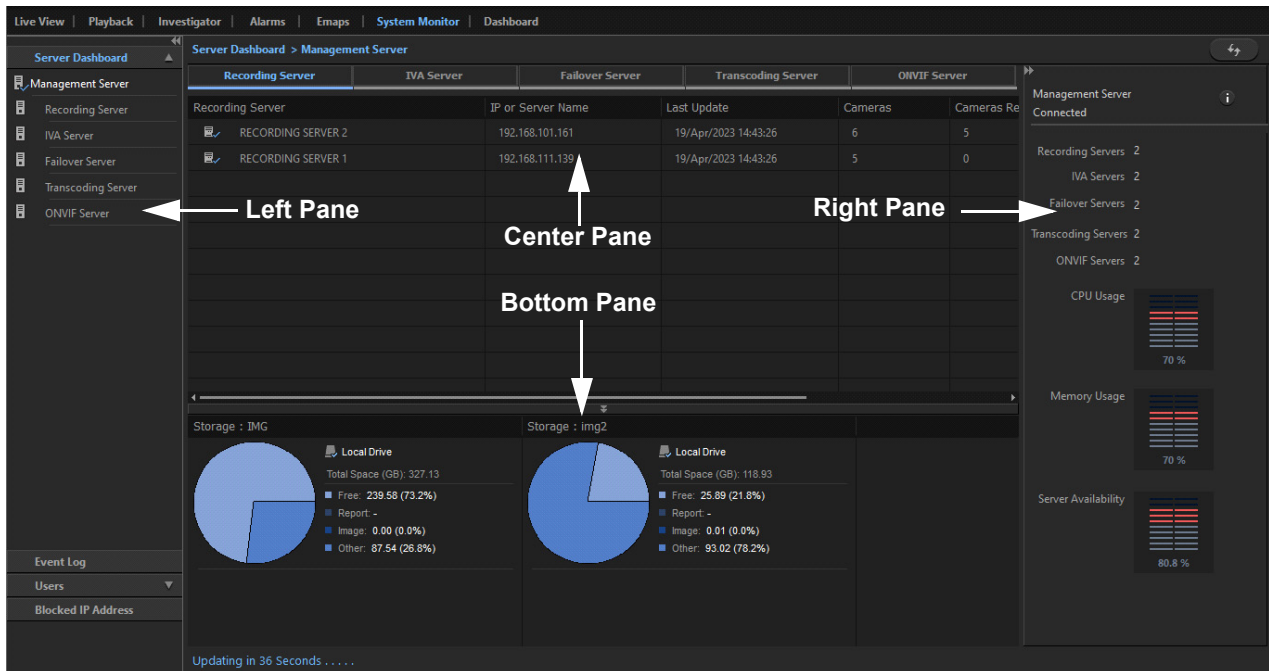 Live View | Playback | Investigator | Alarms | Emaps | System Monitor | Dashboard
Server Dashboard
Management Server
Recording Server
IVA Server
Failover Server
Transcoding Server
ONVIF Server
Left Pane
Event Log
Users
Blocked IP Address
Server Dashboard > Management Server
Recording Server IVA Server Failover Server Transcoding Server ONVIF Server
Recording Server IP or Server Name Last Update Cameras Cameras Re
RECORDING SERVER 2 192.168.101.161 19/Apr/2023 14:43:26 6 5
RECORDING SERVER 1 192.168.111.139 19/Apr/2023 14:43:26 5 0
Center Pane
Bottom Pane
Storage : IMG
Local Drive
Total Space (GB): 327.13
Free: 239.58 (73.2%)
Report: -
Image: 0.00 (0.0%)
Other: 87.54 (26.8%)
Storage : img2
Local Drive
Total Space (GB): 118.93
Free: 25.89 (21.8%)
Report: -
Image: 0.01 (0.0%)
Other: 93.02 (78.2%)
Updating in 36 Seconds . . . . .
Right Pane
Management Server
Connected
Recording Servers 2
IVA Servers 2
Failover Servers 2
Transcoding Servers 2
ONVIF Servers 2
CPU Usage
70 %
Memory Usage
70 %
Server Availability
80.8 %